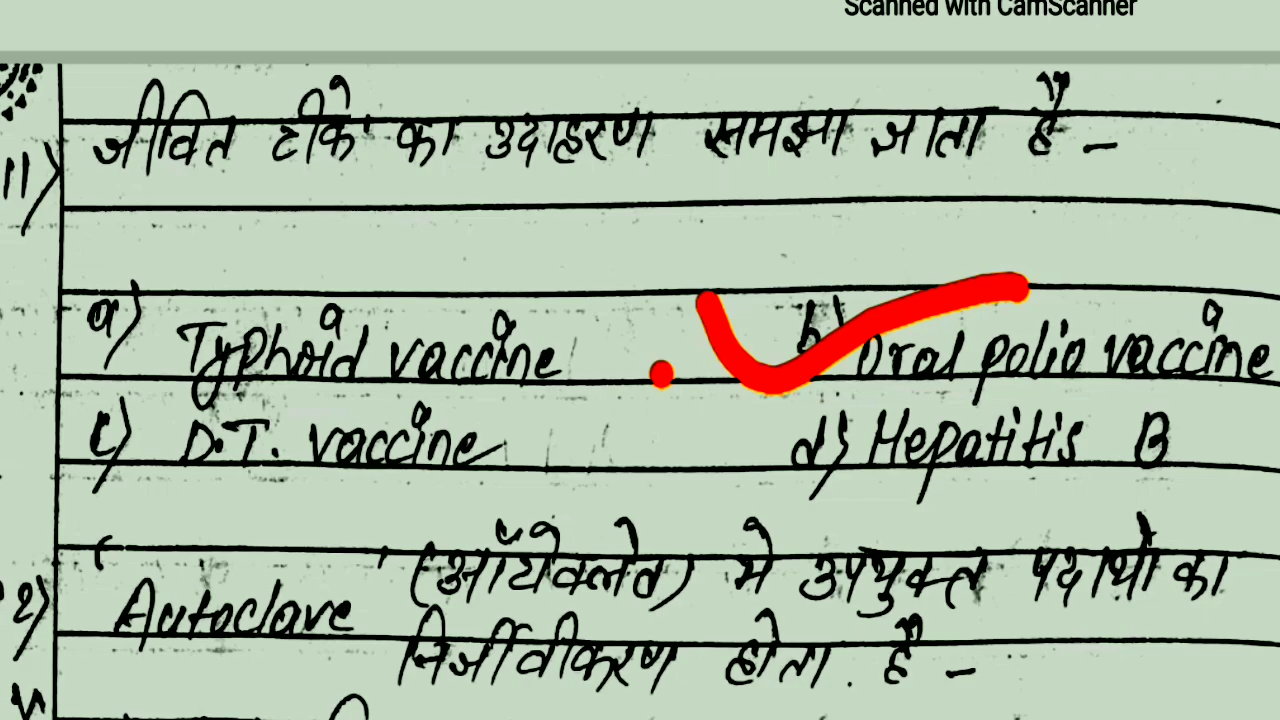 Scanned with CamScanner
11) जीवित टीके का उदाहरण समझा जाता है -
a) Typhoid vaccine b) Oral polio vaccine
c) D.T. vaccine d) Hepatitis B
Autoclave (ऑटोक्लेव) मे उपयुक्त पदार्थो का
निर्जीवीकरण होता है -